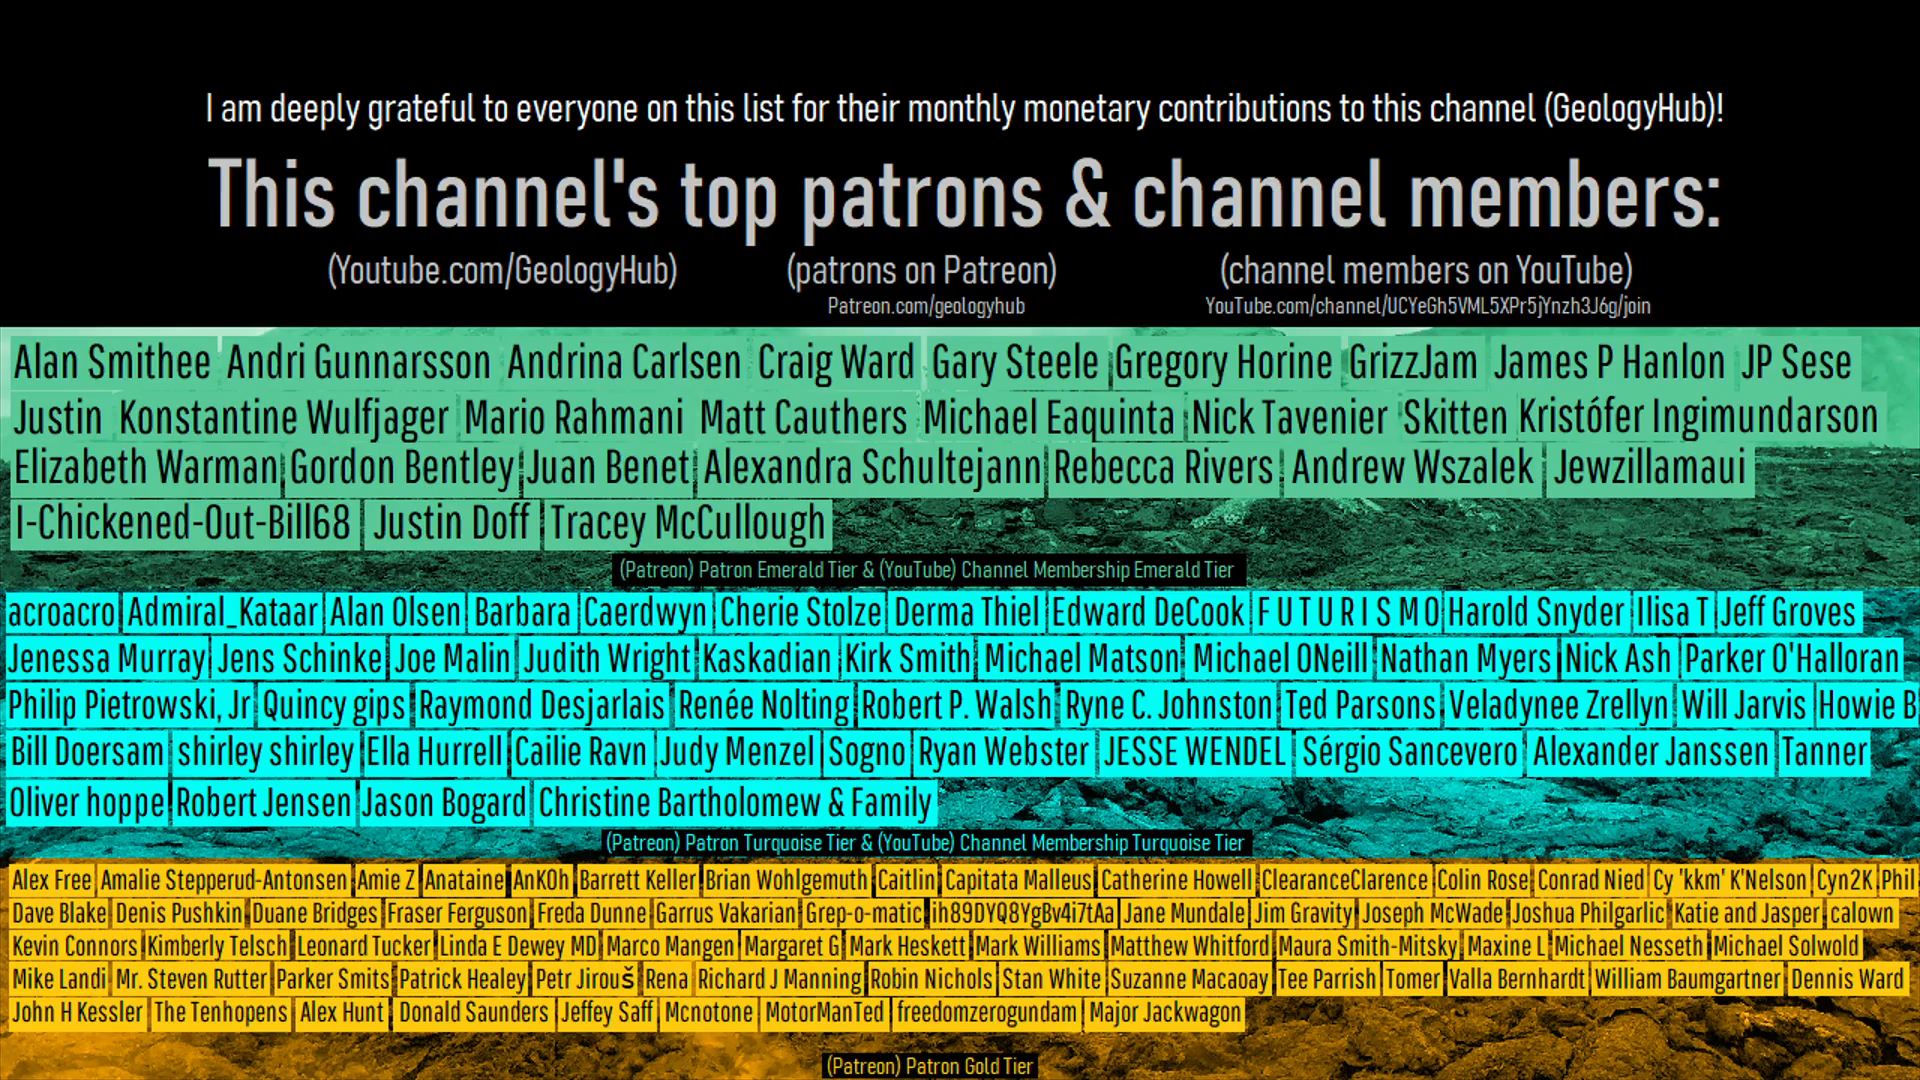 I am deeply grateful to everyone on this list for their monthly monetary contributions to this channel (GeologyHub)!
This channel's top patrons & channel members:
(Youtube.com/GeologyHub) (patrons on Patreon) (channel members on YouTube)
Patreon.com/geologyhub YouTube.com/channel/UCYeGh5VML5XPr5jYnzh3J6g/join
Alan Smithee Andri Gunnarsson Andrina Carlsen Craig Ward Gary Steele Gregory Horine GrizzJam James P Hanlon JP Sese
Justin Konstantine Wulfjager Mario Rahmani Matt Cauthers Michael Eaquinta Nick Tavenier Skitten Kristófer Ingimundarson
Elizabeth Warman Gordon Bentley Juan Benet Alexandra Schultejann Rebecca Rivers Andrew Wszalek Jewzillamaui
I-Chickened-Out-Bill68 Justin Doff Tracey McCullough
(Patreon) Patron Emerald Tier & (YouTube) Channel Membership Emerald Tier
acroacro Admiral_Kataar Alan Olsen Barbara Caerdwyn Cherie Stolze Derma Thiel Edward DeCook F U T U R I S M O Harold Snyder Ilisa T Jeff Groves
Jenessa Murray Jens Schinke Joe Malin Judith Wright Kaskadian Kirk Smith Michael Matson Michael ONeill Nathan Myers Nick Ash Parker O'Halloran
Philip Pietrowski, Jr Quincy gips Raymond Desjarlais Renée Nolting Robert P. Walsh Ryne C. Johnston Ted Parsons Veladynee Zrellyn Will Jarvis Howie B
Bill Doersam shirley shirley Ella Hurrell Cailie Ravn Judy Menzel Sogno Ryan Webster JESSE WENDEL Sérgio Sancevero Alexander Janssen Tanner
Oliver hoppe Robert Jensen Jason Bogard Christine Bartholomew & Family
(Patreon) Patron Turquoise Tier & (YouTube) Channel Membership Turquoise Tier
Alex Free Amalie Stepperud-Antonsen Amie Z Anataine AnKOh Barrett Keller Brian Wohlgemuth Caitlin Capitata Malleus Catherine Howell ClearanceClarence Colin Rose Conrad Nied Cy 'kkm' K'Nelson Cyn2K Phil
Dave Blake Denis Pushkin Duane Bridges Fraser Ferguson Freda Dunne Garrus Vakarian Grep-o-matic ih89DYQ8YgBv4i7tAa Jane Mundale Jim Gravity Joseph McWade Joshua Philgarlic Katie and Jasper calown
Kevin Connors Kimberly Telsch Leonard Tucker Linda E Dewey MD Marco Mangen Margaret G Mark Heskett Mark Williams Matthew Whitford Maura Smith-Mitsky Maxine L Michael Nesseth Michael Solwold
Mike Landi Mr. Steven Rutter Parker Smits Patrick Healey Petr Jirouš Rena Richard J Manning Robin Nichols Stan White Suzanne Macaoay Tee Parrish Tomer Valla Bernhardt William Baumgartner Dennis Ward
John H Kessler The Tenhopens Alex Hunt Donald Saunders Jeffey Saff Mcnotone MotorManTed freedomzerogundam Major Jackwagon
(Patreon) Patron Gold Tier